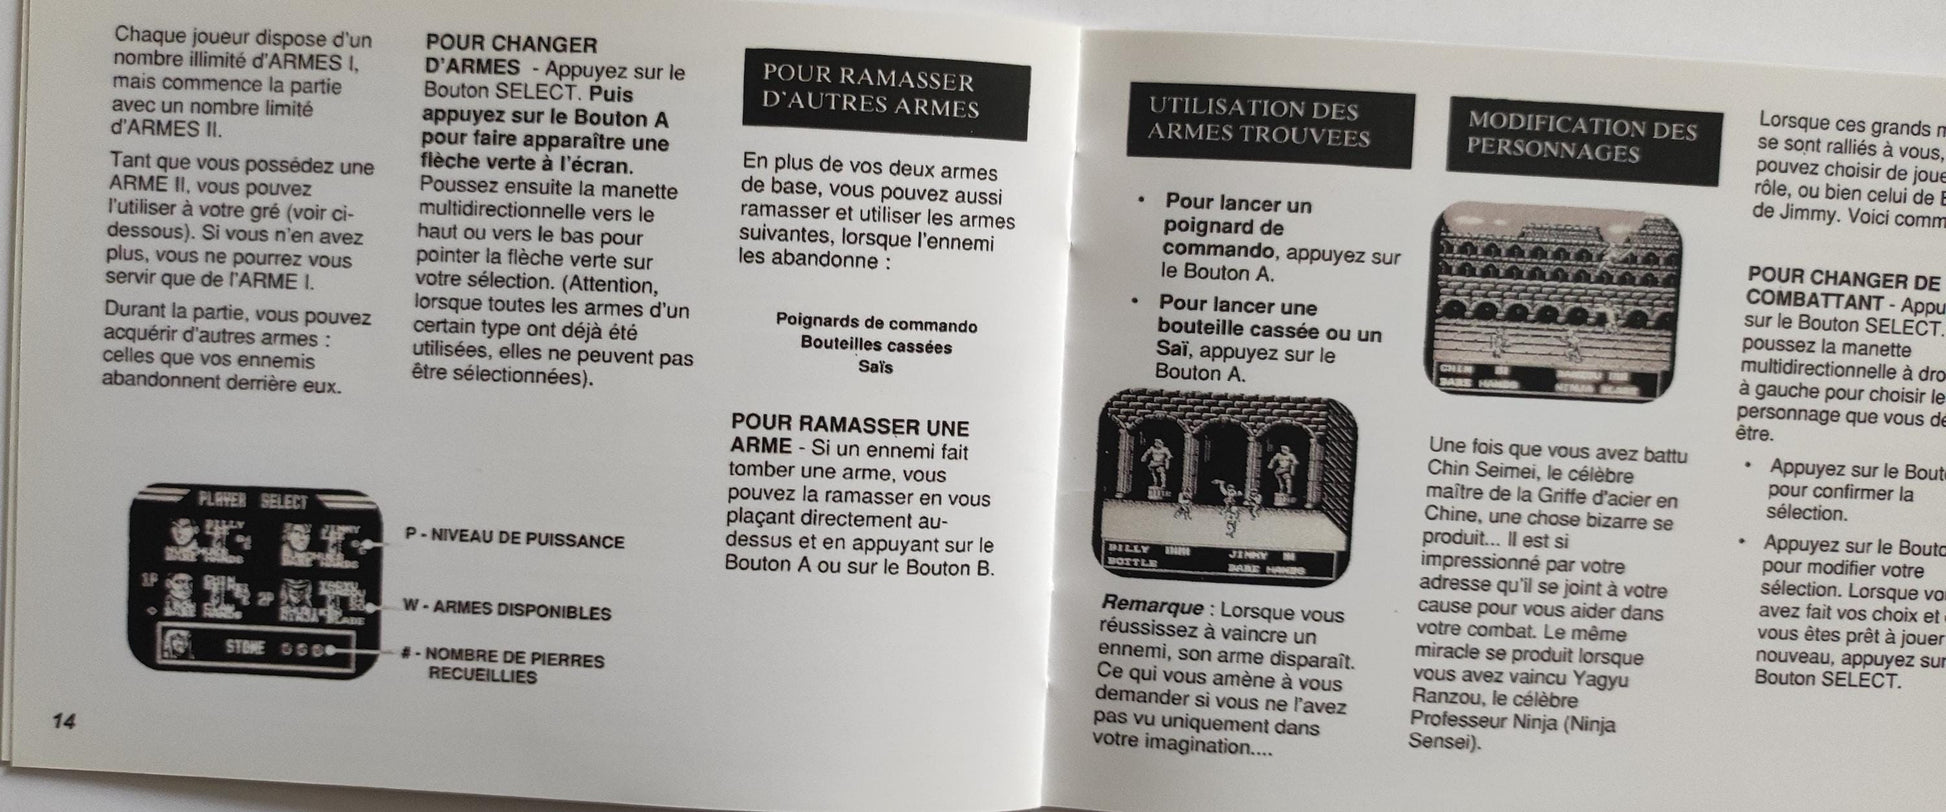 Chaque joueur dispose d'un
nombre illimité d'ARMES I,
mais commence la partie
avec un nombre limité
d'ARMES II.
Tant que vous possédez une
ARME II, vous pouvez
l'utiliser à votre gré (voir ci-
dessous). Si vous n'en avez
plus, vous ne pourrez vous
servir que de l'ARME I.
Durant la partie, vous pouvez
acquérir d'autres armes :
celles que vos ennemis
abandonnent derrière eux.
PLAYER SELECT
BILLY
JIMMY
1P
2P
STONE
P - NIVEAU DE PUISSANCE
W - ARMES DISPONIBLES
# - NOMBRE DE PIERRES
RECUEILLIES
14
POUR CHANGER
D'ARMES - Appuyez sur le
Bouton SELECT. Puis
appuyez sur le Bouton A
pour faire apparaître une
flèche verte à l'écran.
Poussez ensuite la manette
multidirectionnelle vers le
haut ou vers le bas pour
pointer la flèche verte sur
votre sélection. (Attention,
lorsque toutes les armes d'un
certain type ont déjà été
utilisées, elles ne peuvent pas
être sélectionnées).
POUR RAMASSER
D'AUTRES ARMES
En plus de vos deux armes
de base, vous pouvez aussi
ramasser et utiliser les armes
suivantes, lorsque l'ennemi
les abandonne :
Poignards de commando
Bouteilles cassées
Saïs
POUR RAMASSER UNE
ARME - Si un ennemi fait
tomber une arme, vous
pouvez la ramasser en vous
plaçant directement au-
dessus et en appuyant sur le
Bouton A ou sur le Bouton B.
UTILISATION DES
ARMES TROUVEES
• Pour lancer un
poignard de
commando, appuyez sur
le Bouton A.
• Pour lancer une
bouteille cassée ou un
Saï, appuyez sur le
Bouton A.
BILLY JIMMY
BOTTLE BARE HANDS
Remarque : Lorsque vous
réussissez à vaincre un
ennemi, son arme disparaît.
Ce qui vous amène à vous
demander si vous ne l'avez
pas vu uniquement dans
votre imagination....
MODIFICATION DES
PERSONNAGES
CHIN RANZOU
BARE HANDS NINJA BLADE
Une fois que vous avez battu
Chin Seimei, le célèbre
maître de la Griffe d'acier en
Chine, une chose bizarre se
produit... Il est si
impressionné par votre
adresse qu'il se joint à votre
cause pour vous aider dans
votre combat. Le même
miracle se produit lorsque
vous avez vaincu Yagyu
Ranzou, le célèbre
Professeur Ninja (Ninja
Sensei).
Lorsque ces grands
se sont ralliés à vous,
pouvez choisir de
rôle, ou bien celui de
de Jimmy. Voici
POUR CHANGER DE
COMBATTANT -
sur le Bouton SELECT.
poussez la manette
multidirectionnelle à
à gauche pour choisir le
personnage que vous
être.
• Appuyez sur le
pour confirmer la
sélection.
• Appuyez sur le
pour modifier votre
sélection. Lorsque
avez fait vos choix et
vous êtes prêt à jouer
nouveau, appuyez
Bouton SELECT.